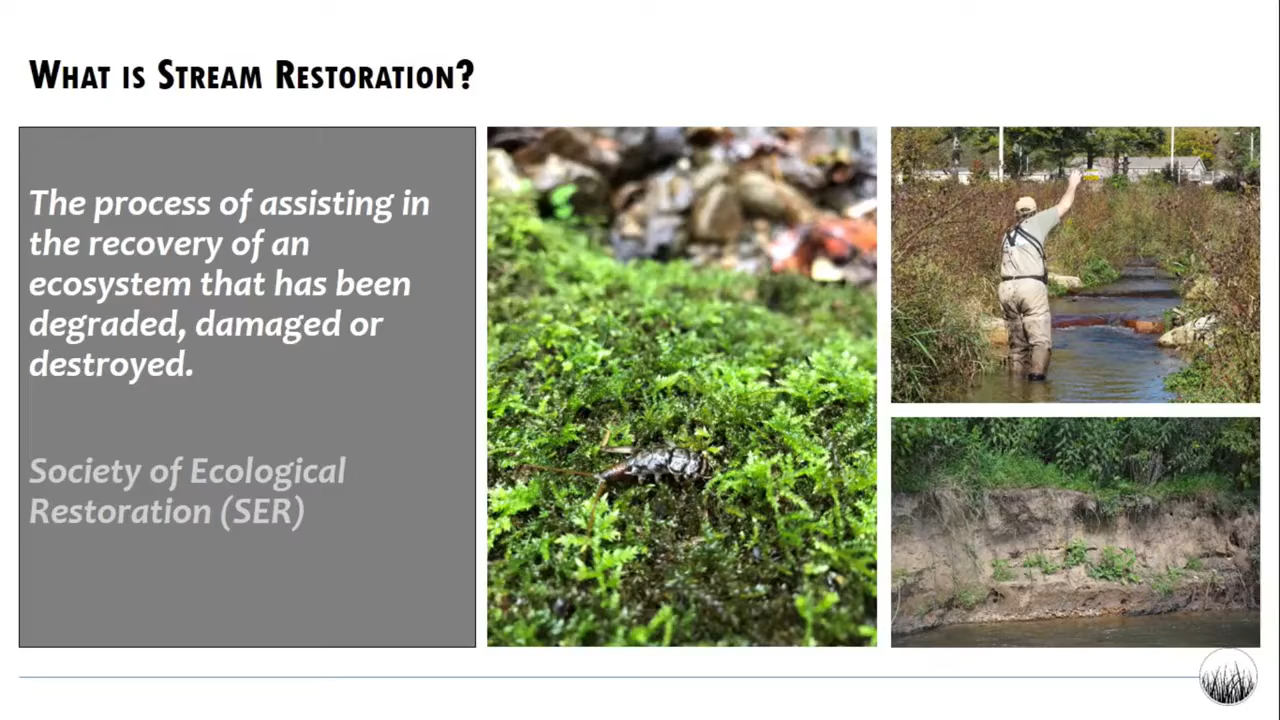 What is Stream Restoration?
The process of assisting in
the recovery of an
ecosystem that has been
degraded, damaged or
destroyed.
Society of Ecological
Restoration (SER)